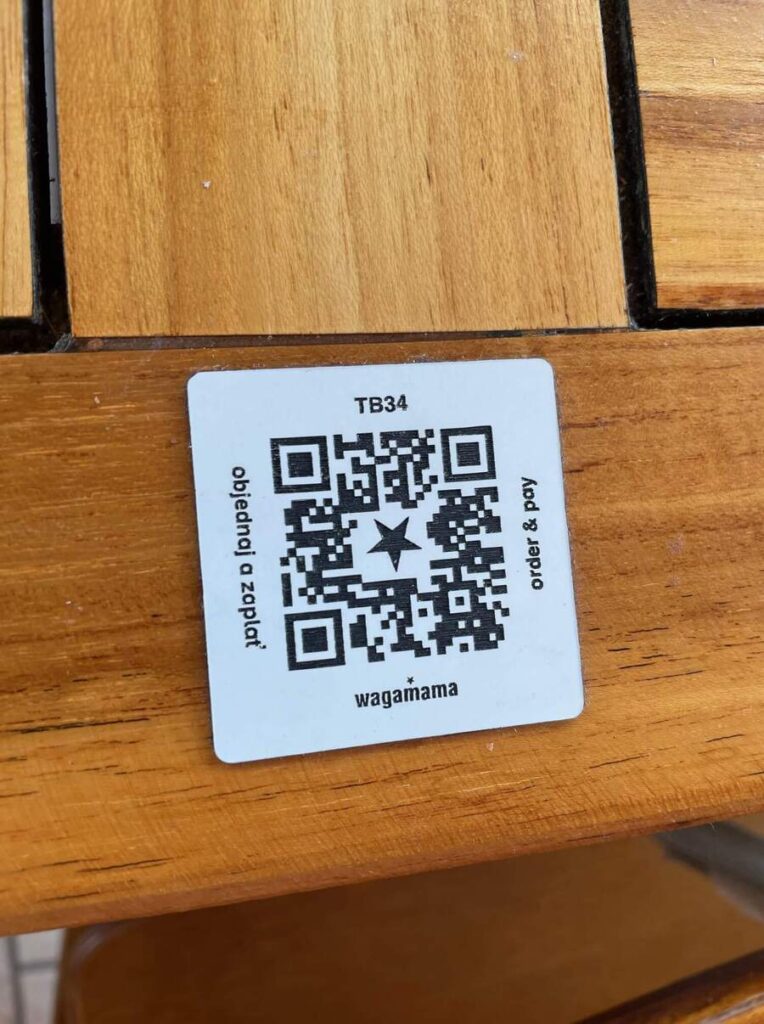 TB34
objednaj a zaplať
order & pay
wagamama